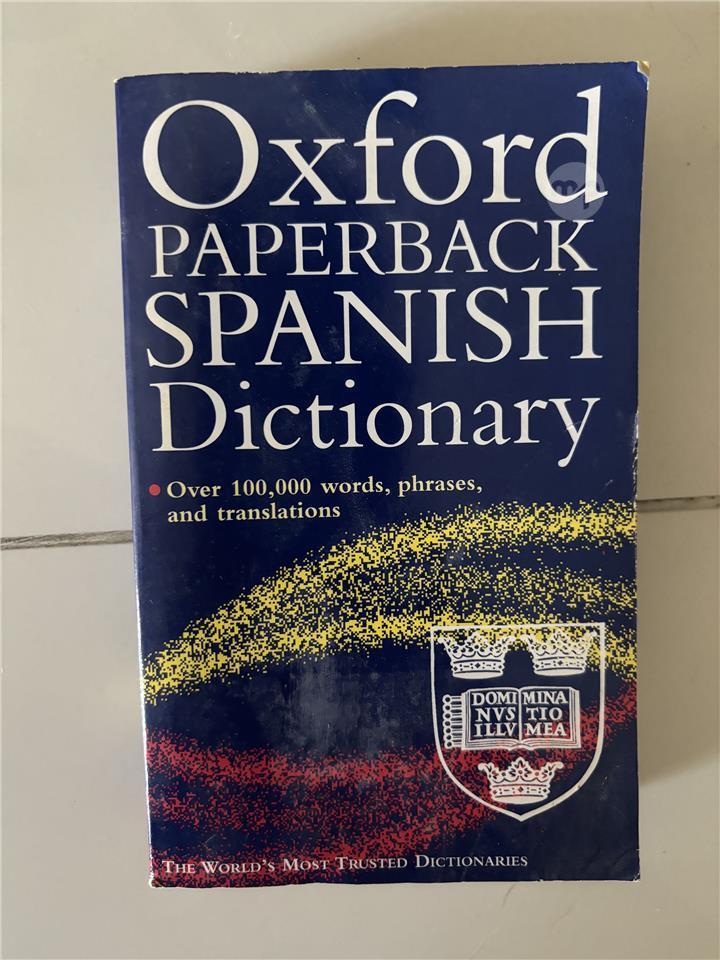 Oxford
PAPERBACK
SPANISH
Dictionary
• Over 100,000 words, phrases,
and translations
DOMI MINA
NVS TIO
ILLV MEA
THE WORLD'S MOST TRUSTED DICTIONARIES